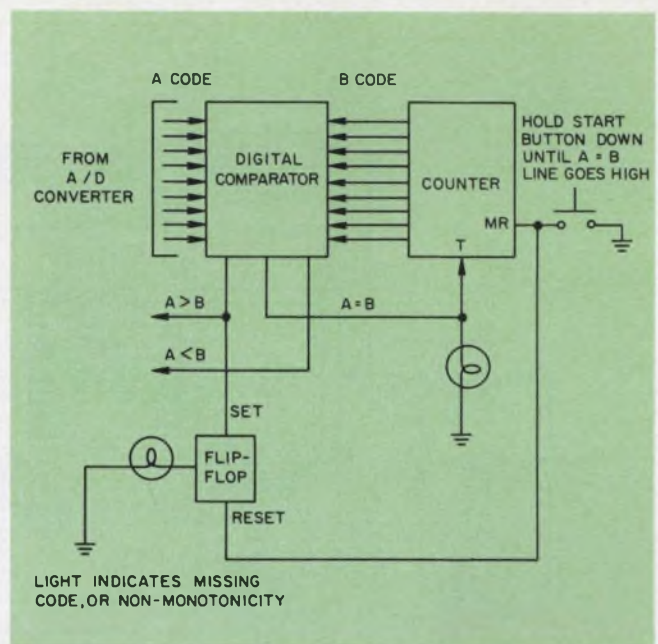 A CODE
B CODE
FROM
A / D
CONVERTER
DIGITAL
COMPARATOR
COUNTER
MR
T
HOLD START
BUTTON DOWN
UNTIL A = B
LINE GOES HIGH
A > B
A = B
A < B
SET
FLIP-
FLOP
RESET
LIGHT INDICATES MISSING
CODE, OR NON-MONOTONICITY